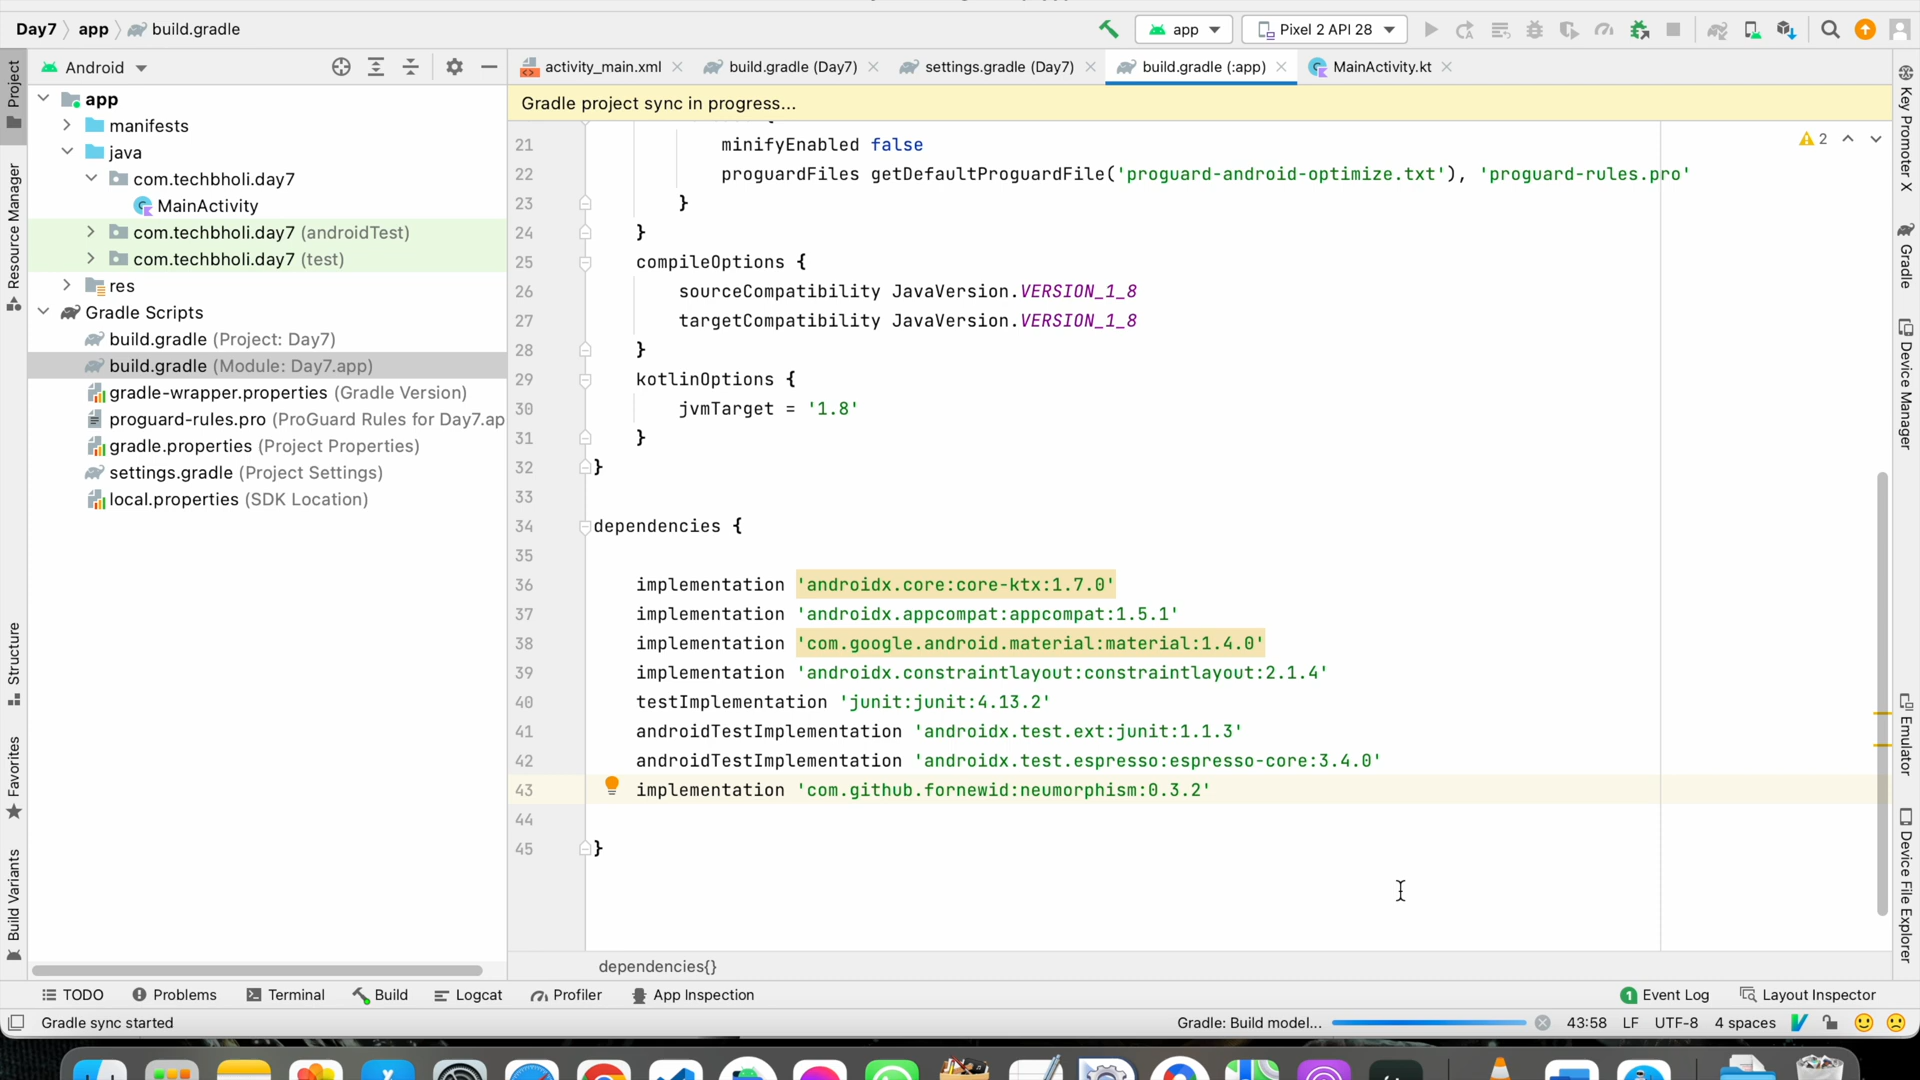 Day7 app build.gradle
app
Pixel 2 API 28
Project
Resource Manager
Structure
Favorites
Build Variants
Android
app
manifests
java
com.techbholi.day7
MainActivity
com.techbholi.day7 (androidTest)
com.techbholi.day7 (test)
res
Gradle Scripts
build.gradle (Project: Day7)
build.gradle (Module: Day7.app)
gradle-wrapper.properties (Gradle Version)
proguard-rules.pro (ProGuard Rules for Day7.ap
gradle.properties (Project Properties)
settings.gradle (Project Settings)
local.properties (SDK Location)
activity_main.xml build.gradle (Day7) settings.gradle (Day7) build.gradle (:app) MainActivity.kt
Gradle project sync in progress...
2
21 minifyEnabled false
22 proguardFiles getDefaultProguardFile('proguard-android-optimize.txt'), 'proguard-rules.pro'
23 }
24 }
25 compileOptions {
26 sourceCompatibility JavaVersion.VERSION_1_8
27 targetCompatibility JavaVersion.VERSION_1_8
28 }
29 kotlinOptions {
30 jvmTarget = '1.8'
31 }
32 }
33
34 dependencies {
35
36 implementation 'androidx.core:core-ktx:1.7.0'
37 implementation 'androidx.appcompat:appcompat:1.5.1'
38 implementation 'com.google.android.material:material:1.4.0'
39 implementation 'androidx.constraintlayout:constraintlayout:2.1.4'
40 testImplementation 'junit:junit:4.13.2'
41 androidTestImplementation 'androidx.test.ext:junit:1.1.3'
42 androidTestImplementation 'androidx.test.espresso:espresso-core:3.4.0'
43 implementation 'com.github.fornewid:neumorphism:0.3.2'
44
45 }
dependencies{}
Key Promoter X
Gradle
Device Manager
Emulator
Device File Explorer
TODO Problems Terminal Build Logcat Profiler App Inspection 1 Event Log Layout Inspector
Gradle sync started Gradle: Build model... 43:58 LF UTF-8 4 spaces